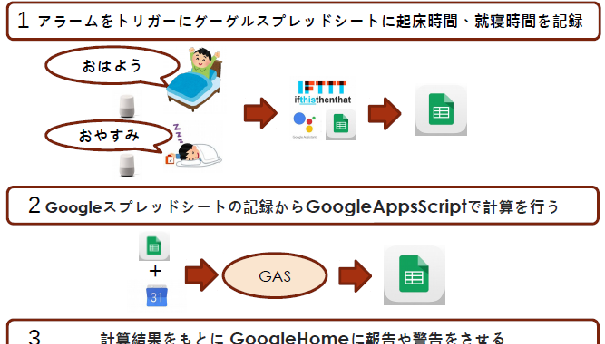 1 アラームをトリガーにグーグルスプレッドシートに起床時間、就寝時間を記録
おはよう
IFTTT
ifthisthenthat
Google Assistant
おやすみ
zzz
2 Googleスプレッドシートの記録からGoogleAppsScriptで計算を行う
+
31
GAS
3 計算結果をもとに GoogleHomeに報告や警告をさせる